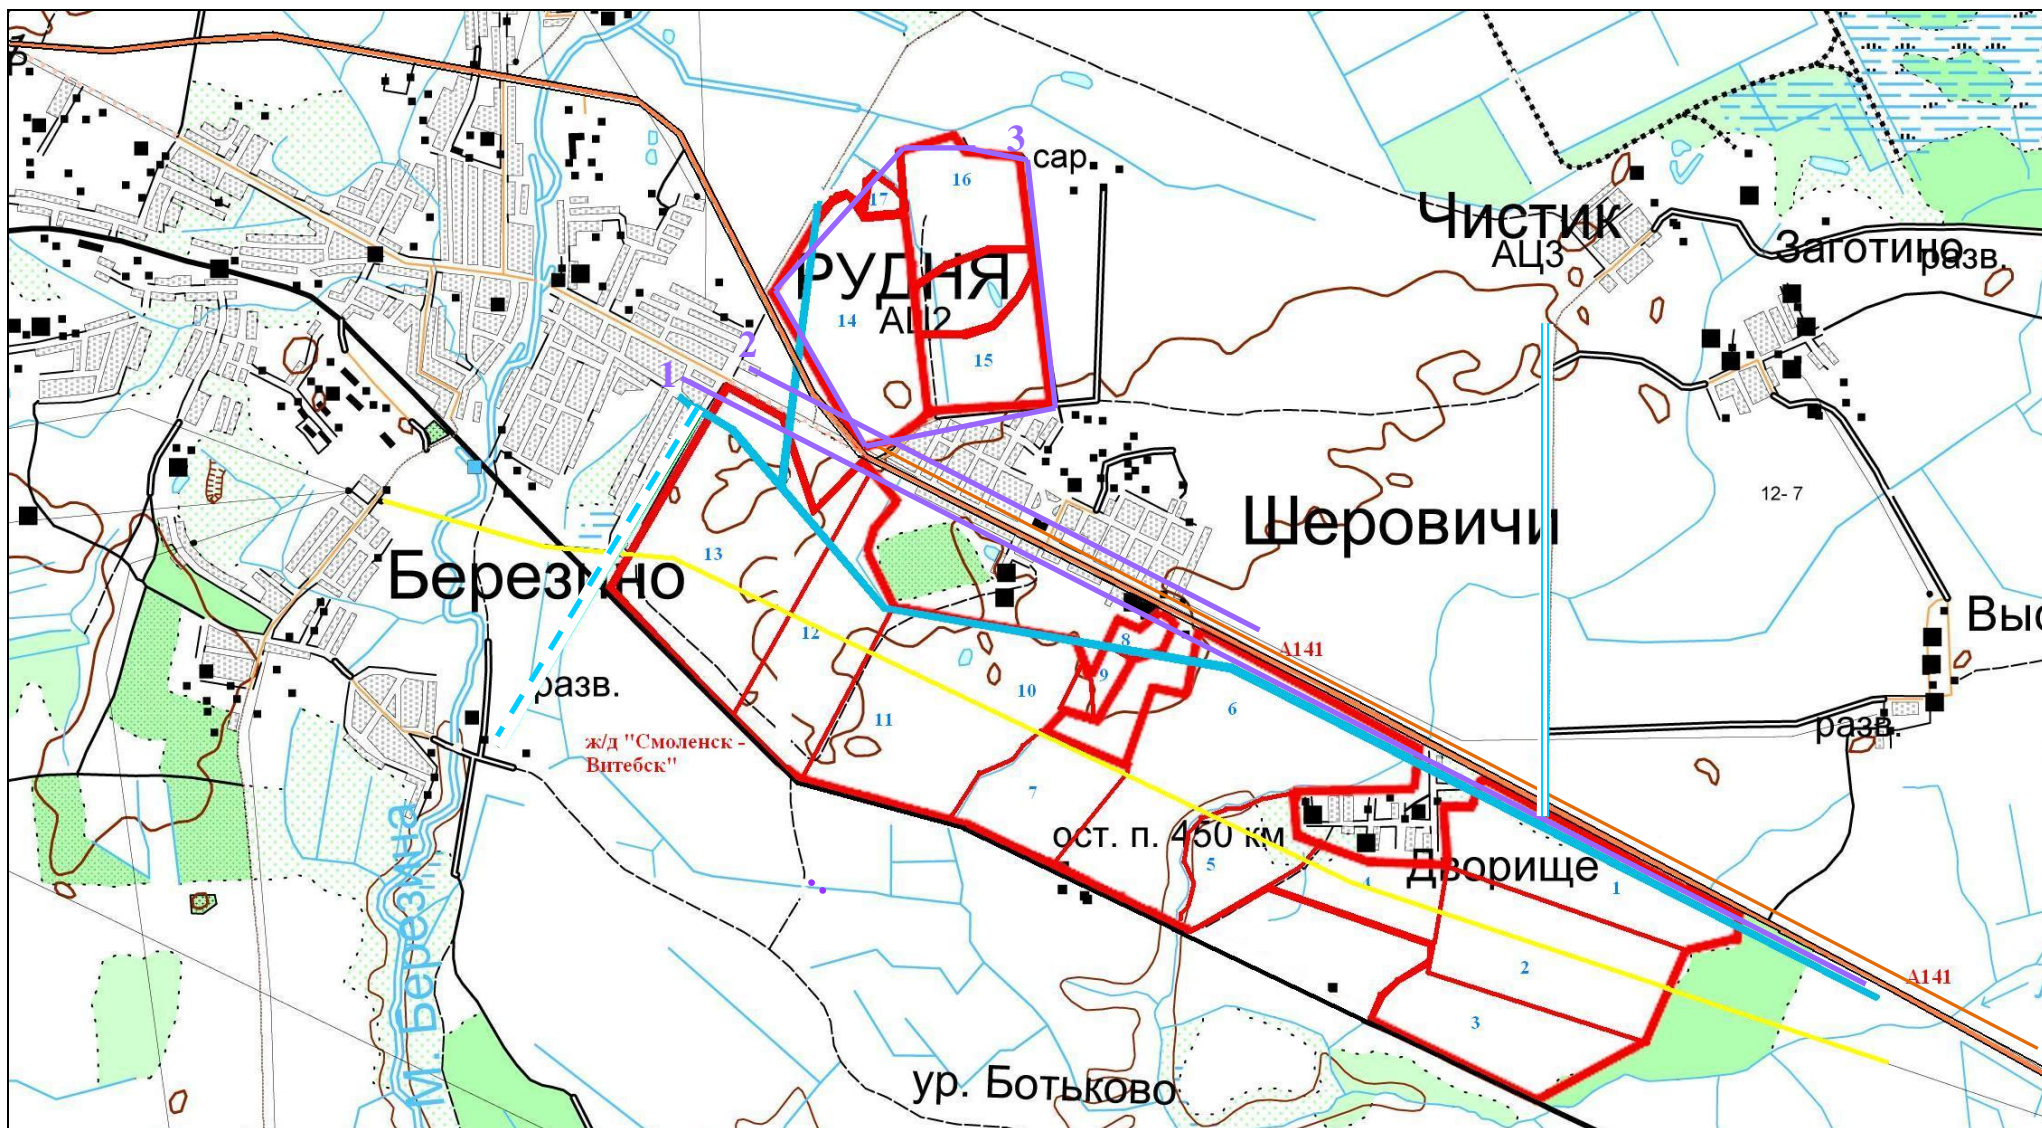 3
сар.
16
17
Чистик
АЦ3
Заготино
разв.
РУДНЯ
АЦ2
14
15
2
1
12- 7
Шеровичи
13
Березино
Выс
12
8
А141
9
разв.
10
6
11
ж/д "Смоленск -
Витебск"
разв.
7
ост. п. 450 км
5
4
Дворище
1
2
А141
3
М. Березина
ур. Ботьково